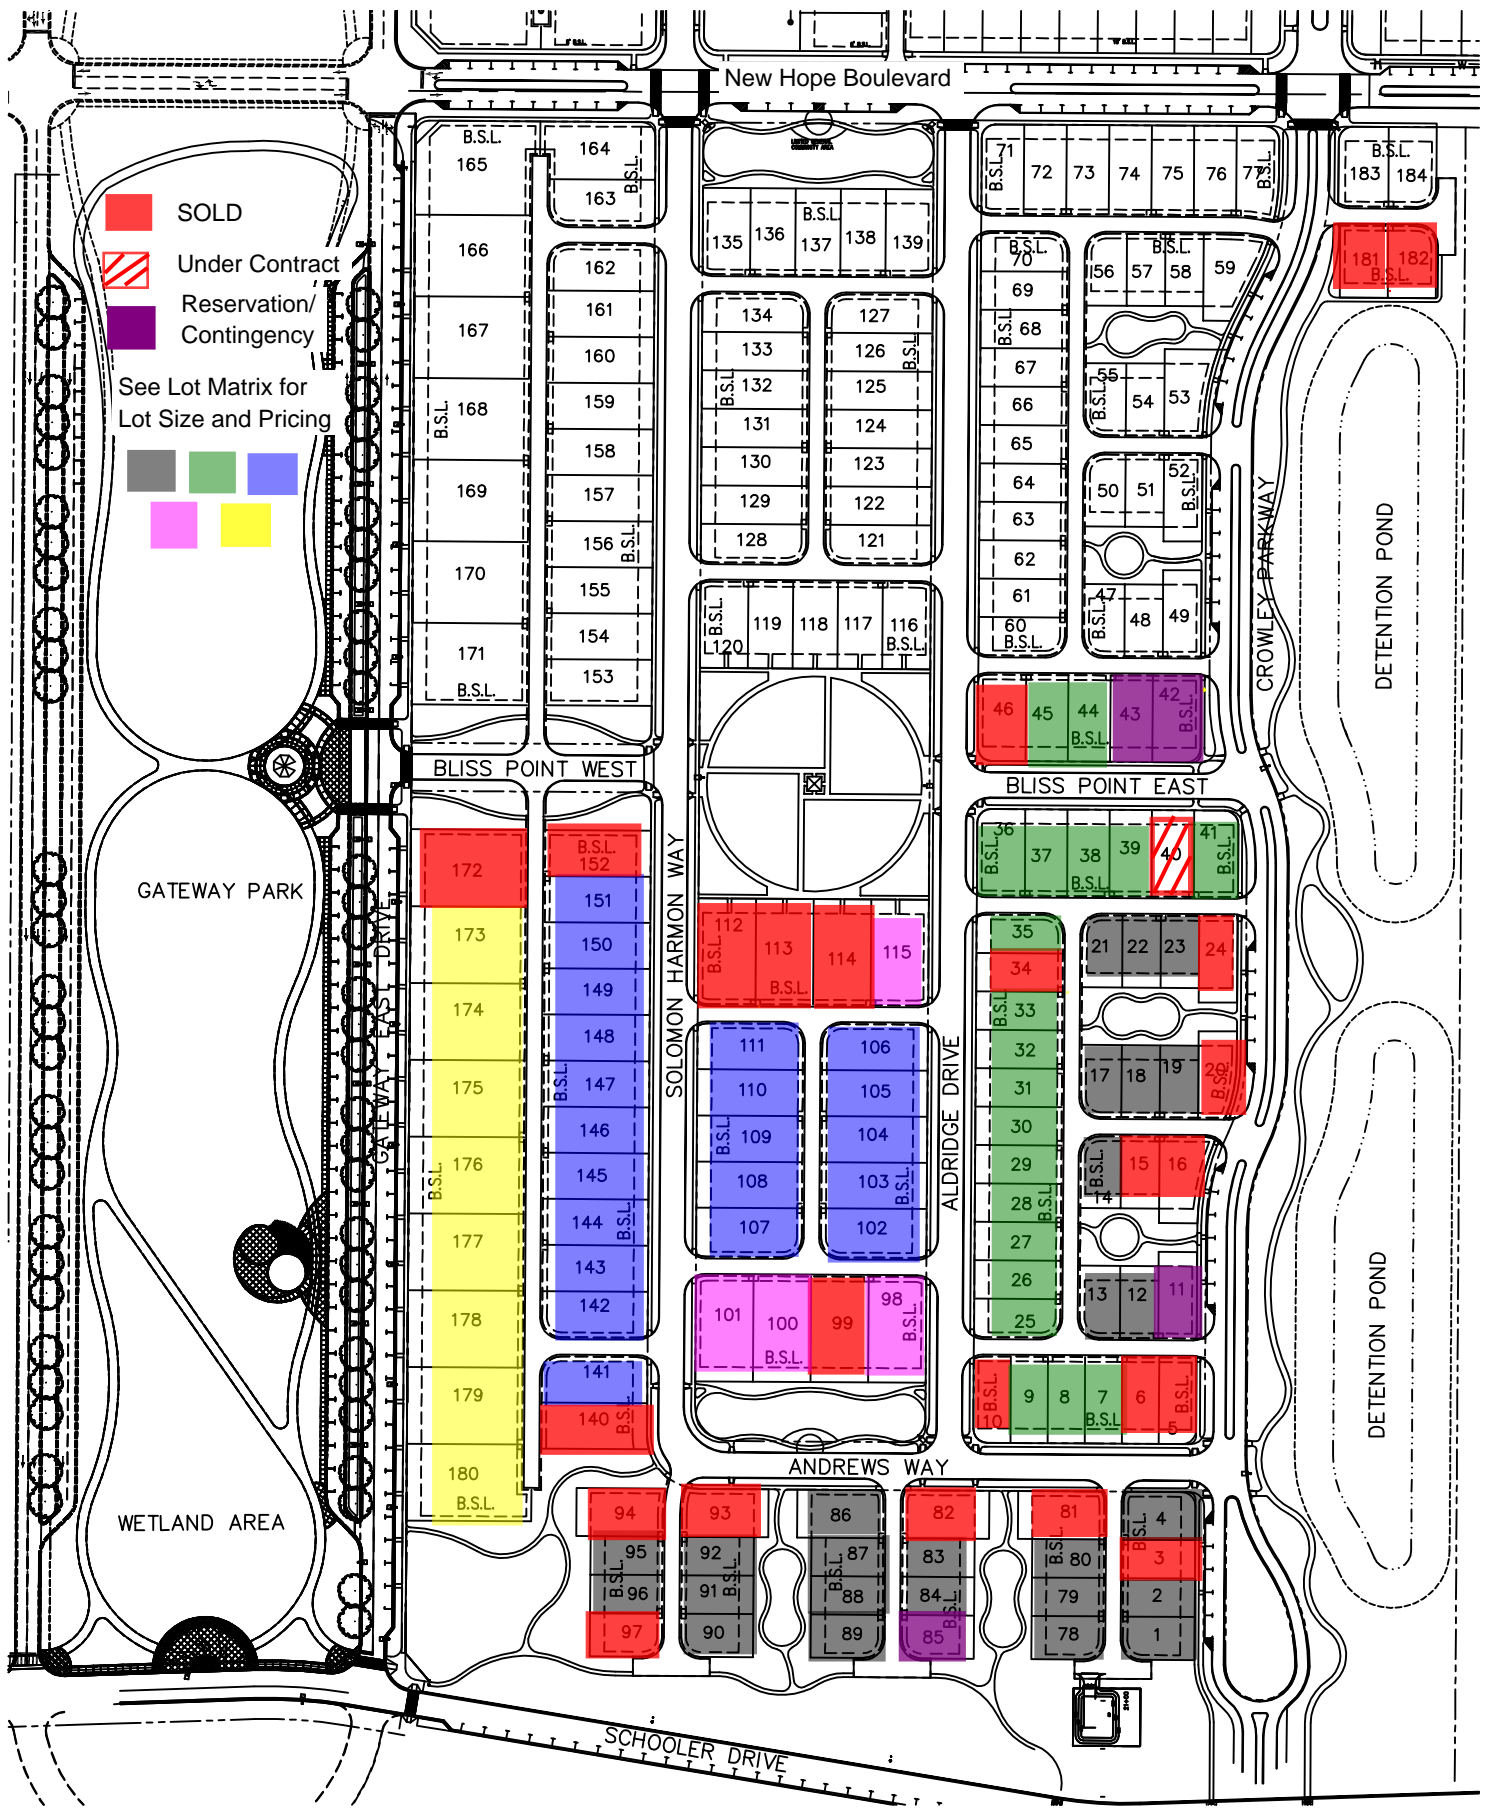 New Hope Boulevard
SOLD
Under Contract
Reservation/
Contingency
See Lot Matrix for
Lot Size and Pricing
B.S.L.
165
164
163
B.S.L.
166
162
161
167
160
168
B.S.L.
159
158
169
157
156
B.S.L.
170
155
154
171
153
B.S.L.
B.S.L.
135
136
137
138
139
134
127
133
126
B.S.L.
132
B.S.L.
125
131
124
130
123
129
122
128
121
B.S.L.
120
119
118
117
116
B.S.L.
71
B.S.L.
72
73
74
75
76
77
B.S.L.
B.S.L.
183
184
181
182
B.S.L.
B.S.L.
70
69
68
B.S.L.
67
66
65
64
63
62
61
60
B.S.L.
B.S.L.
56
57
58
59
55
B.S.L.
54
53
52
50
51
B.S.L.
47
B.S.L.
48
49
46
45
44
B.S.L.
43
42
B.S.L.
BLISS POINT WEST
BLISS POINT EAST
CROWLEY PARKWAY
DETENTION POND
36
B.S.L.
37
38
B.S.L.
39
40
41
B.S.L.
GATEWAY PARK
GATEWAY EAST DRIVE
SOLOMON HARMON WAY
ALDRIDGE DRIVE
172
B.S.L.
152
173
151
150
174
149
148
175
147
B.S.L.
146
176
B.S.L.
145
144
B.S.L.
177
143
178
142
179
141
140
B.S.L.
180
B.S.L.
112
B.S.L.
113
B.S.L.
114
115
111
106
110
105
109
B.S.L.
104
108
103
B.S.L.
107
102
101
100
B.S.L.
99
98
B.S.L.
35
34
33
B.S.L.
32
31
30
29
28
B.S.L.
27
26
25
21
22
23
24
17
18
19
20
B.S.L.
B.S.L.
14
15
16
13
12
11
B.S.L.
10
9
8
7
B.S.L.
6
B.S.L.
5
DETENTION POND
ANDREWS WAY
WETLAND AREA
94
95
B.S.L.
96
97
93
92
91
B.S.L.
90
86
87
B.S.L.
88
89
82
83
84
B.S.L.
85
81
B.S.L.
80
79
78
4
B.S.L.
3
2
1
SCHOOLER DRIVE